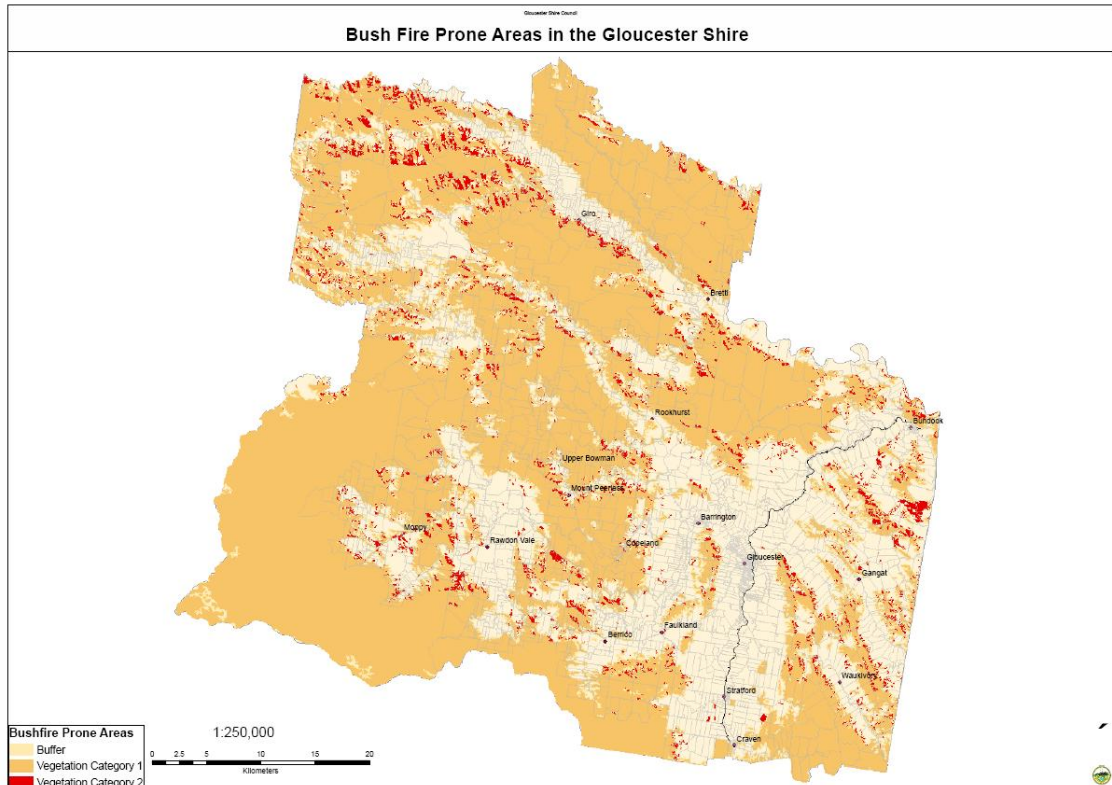 Gloucester Shire Council
Bush Fire Prone Areas in the Gloucester Shire
Giro
Bretti
Rookhurst
Bundook
Upper Bowman
Mount Peerless
Barrington
Moppy
Rawdon Vale
Copeland
Gloucester
Gangat
Faulkland
Berrico
Waukivory
Stratford
Craven
Bushfire Prone Areas
Buffer
Vegetation Category 1
Vegetation Category 2
1:250,000
0 2.5 5 10 15 20
Kilometers